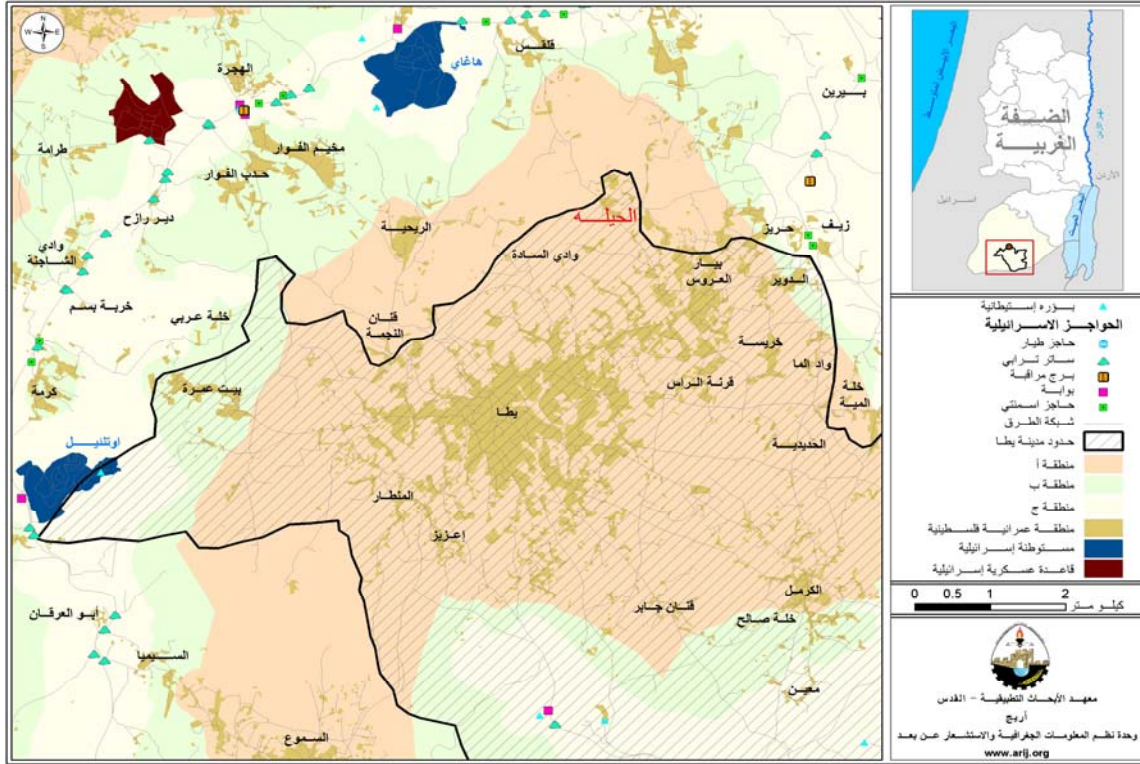 N
W
E
S
قلقس
هاغاي
الهجرة
بيرين
طرامة
مخيم الفوار
حدب الفوار
دير رازح
الحيلة
الريحية
حريز
زيف
وادي
الشاجنة
وادي السادة
بيار
العروس
الدوير
خربة بسم
خلة عربي
قنان
النجمة
خريسة
واد الما
كرمة
بيت عمرة
قرنة الراس
خلة
المية
يطا
اوتنئيل
الحديدية
المنطار
إعزيز
الكرمل
أبو العرقان
قنان جابر
خلة صالح
السيميا
معين
السموع
البحر الأبيض المتوسط
الضفة
الغربية
نهر الأردن
الأردن
اسرائيل
البحر الميت
بؤره إستيطانية
الحواجز الاسرائيلية
حاجز طيار
ساتر ترابي
برج مراقبة
بوابة
حاجز اسمنتي
شبكة الطرق
حدود مدينة يطا
منطقة أ
منطقة ب
منطقة ج
منطقة عمرانية فلسطينية
مستوطنة إسرائيلية
قاعدة عسكرية إسرائيلية
0 0.5 1 2
كيلو متر
معهد الأبحاث التطبيقية - القدس
أريج
وحدة نظم المعلومات الجغرافية والاستشعار عن بعد
www.arij.org